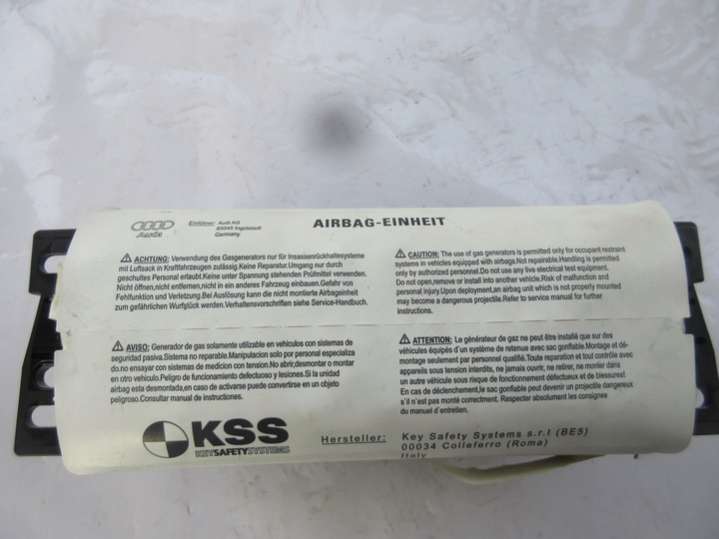 Audi
Einführer: Audi AG
85045 Ingolstadt
Germany
AIRBAG-EINHEIT
ACHTUNG: Verwendung des Gasgenerators nur für Insassenrückhaltesysteme
mit Luftsack in Kraftfahrzeugen zulässig.Keine Reparatur.Umgang nur durch
geschultes Personal erlaubt.Keine unter Spannung stehenden Prüfmittel verwenden.
Nicht öffnen,nicht entfernen,nicht in ein anderes Fahrzeug einbauen.Gefahr von
Fehlfunktion und Verletzung.Bei Auslösung kann die nicht montierte Airbageinheit
zum gefährlichen Wurfglück werden.Verhaltensvorschriften siehe Service-Handbuch.
CAUTION: The use of gas generators is permitted only for occupant restraint
systems in vehicles equipped with airbags.Not repairable.Handling is permitted
only by authorized personnel.Do not use any live electrical test equipment.
Do not open,remove or install into another vehicle.Risk of malfunction and
personal injury.Upon deployment,an airbag unit which is not properly mounted
may become a dangerous projectile.Refer to service manual for further
instructions.
AVISO: Generador de gas solamente utilizable en vehículos con sistemas de
seguridad pasiva.Sistema no reparable.Manipulacion solo por personal especializa
do.no ensayar con sistemas de medicion con tension.No abrir,desmontar o montar
en otro vehiculo.Peligro de funcionamiento defectuoso y lesiones.Si la unidad
airbag esta desmontada,en caso de activarse puede convertirse en un objeto
peligroso.Consultar manual de instrucciones.
ATTENTION: Le générateur de gaz ne peut être installé que sur des
véhicules équipés d'un système de retenue avec sac gonflable.Montage et dé-
montage seulement par personnel qualifié.Toute reparation et tout contrôle avec
appareils sous tension interdits, ne jamais ouvrir, ne retirer, ne monter dans
un autre véhicule sous risque de fonctionnement défectueux et de blessures!.
En cas de déclenchement,le sac gonflable peut devenir un projectile dangereux
s'il n'est pas monté correctement. Respecter absolument les consignes
du manuel d'entretien.
KSS
KEYSAFETYSYSTEMS
Hersteller:
Key Safety Systems s.r.l (BE5)
00034 Colleferro (Roma)
Italy